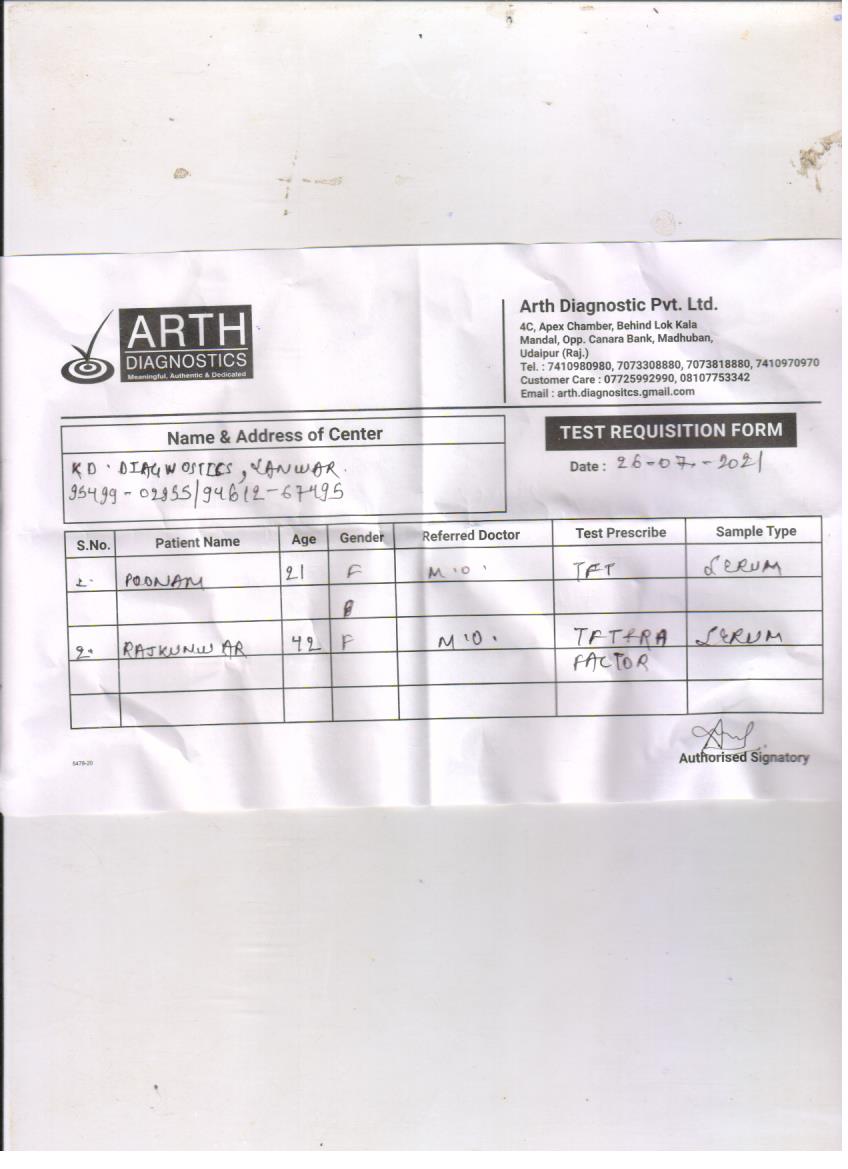 ARTH
DIAGNOSTICS
Meaningful, Authentic & Dedicated
Arth Diagnostic Pvt. Ltd.
4C, Apex Chamber, Behind Lok Kala
Mandal, Opp. Canara Bank, Madhuban,
Udaipur (Raj.)
Tel. : 7410980980, 7073308880, 7073818880, 7410970970
Customer Care : 07725992990, 08107753342
Email : arth.diagnositcs.gmail.com
Name & Address of Center
KD. DIAGNOSTICS, KANWAR.
95499-02955/94612-67495
TEST REQUISITION FORM
Date : 26-07-2021
S.No. Patient Name Age Gender Referred Doctor Test Prescribe Sample Type
1. POONAM 21 F M.O. TFT SERUM
2. RAJKUNWAR 42 F M.O. TFT+RA SERUM
FACTOR
Authorised Signatory
5479-20